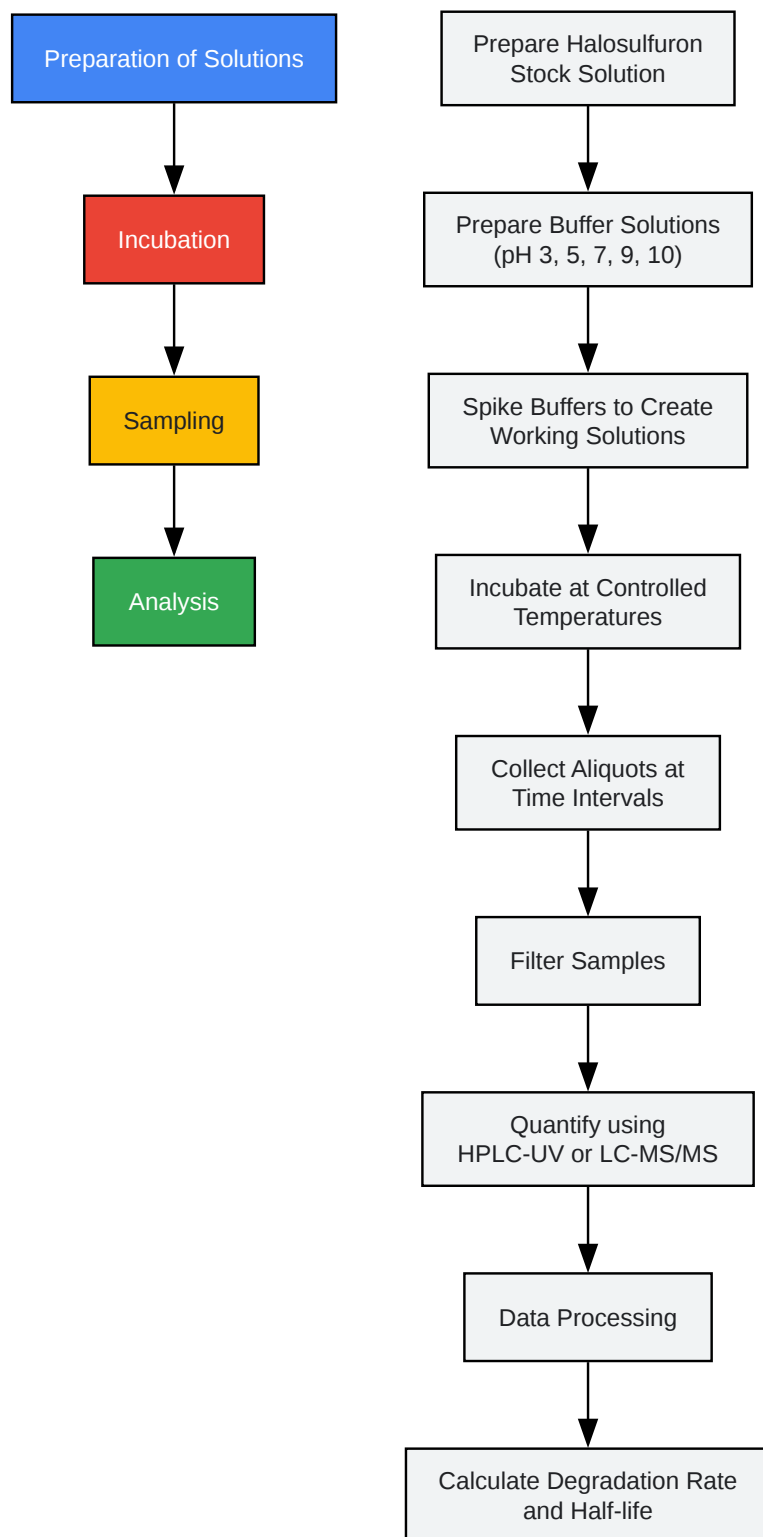 Preparation of Solutions
Incubation
Sampling
Analysis
Prepare Halosulfuron
Stock Solution
Prepare Buffer Solutions
(pH 3, 5, 7, 9, 10)
Spike Buffers to Create
Working Solutions
Incubate at Controlled
Temperatures
Collect Aliquots at
Time Intervals
Filter Samples
Quantify using
HPLC-UV or LC-MS/MS
Data Processing
Calculate Degradation Rate
and Half-life